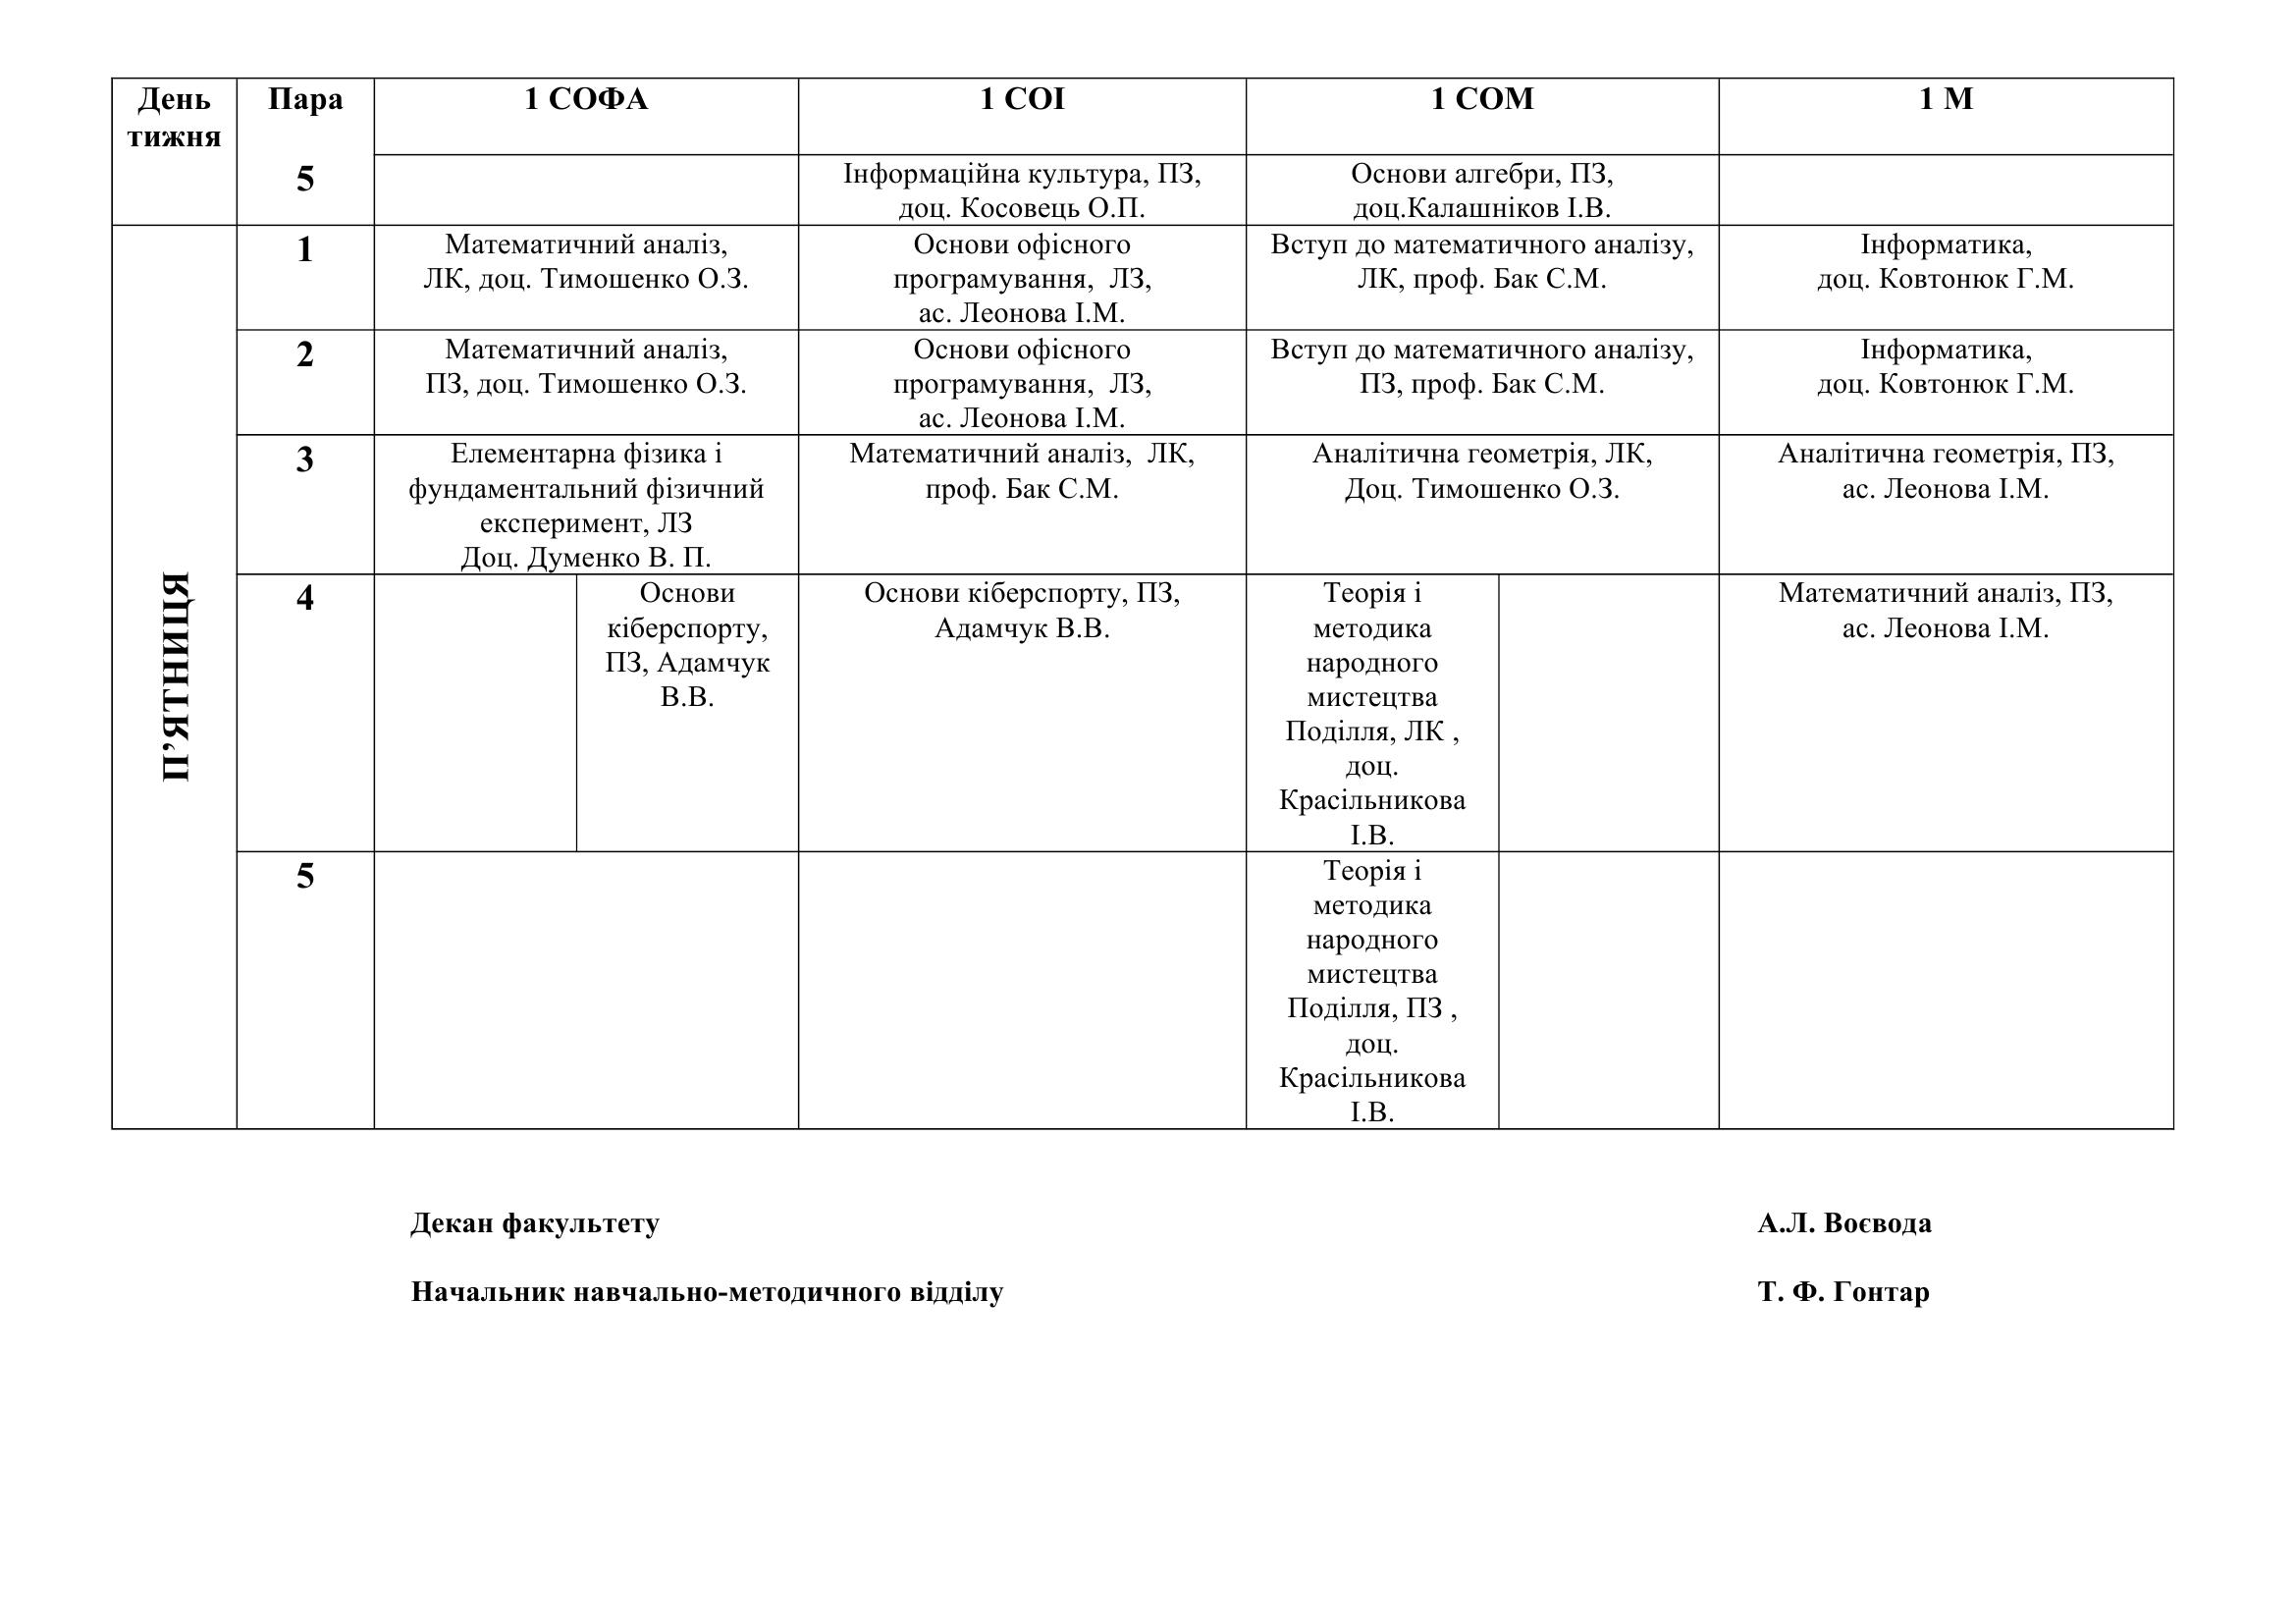 День тижня	Пара	1 СОФА	1 СОІ	1 СОМ	1 М
5
Інформаційна культура, ПЗ,
доц. Косовець О.П.
Основи алгебри, ПЗ,
доц.Калашніков І.В.
П’ЯТНИЦЯ
1
Математичний аналіз,
ЛК, доц. Тимошенко О.З.
Основи офісного
програмування, ЛЗ,
ас. Леонова І.М.
Вступ до математичного аналізу,
ЛК, проф. Бак С.М.
Інформатика,
доц. Ковтонюк Г.М.
2
Математичний аналіз,
ПЗ, доц. Тимошенко О.З.
Основи офісного
програмування, ЛЗ,
ас. Леонова І.М.
Вступ до математичного аналізу,
ПЗ, проф. Бак С.М.
Інформатика,
доц. Ковтонюк Г.М.
3
Елементарна фізика і
фундаментальний фізичний
експеримент, ЛЗ
Доц. Думенко В. П.
Математичний аналіз, ЛК,
проф. Бак С.М.
Аналітична геометрія, ЛК,
Доц. Тимошенко О.З.
Аналітична геометрія, ПЗ,
ас. Леонова І.М.
4
Основи
кіберспорту,
ПЗ, Адамчук
В.В.
Основи кіберспорту, ПЗ,
Адамчук В.В.
Теорія і
методика
народного
мистецтва
Поділля, ЛК ,
доц.
Красільникова
І.В.
Математичний аналіз, ПЗ,
ас. Леонова І.М.
5
Теорія і
методика
народного
мистецтва
Поділля, ПЗ ,
доц.
Красільникова
І.В.
Декан факультету	А.Л. Воєвода
Начальник навчально-методичного відділу	Т. Ф. Гонтар